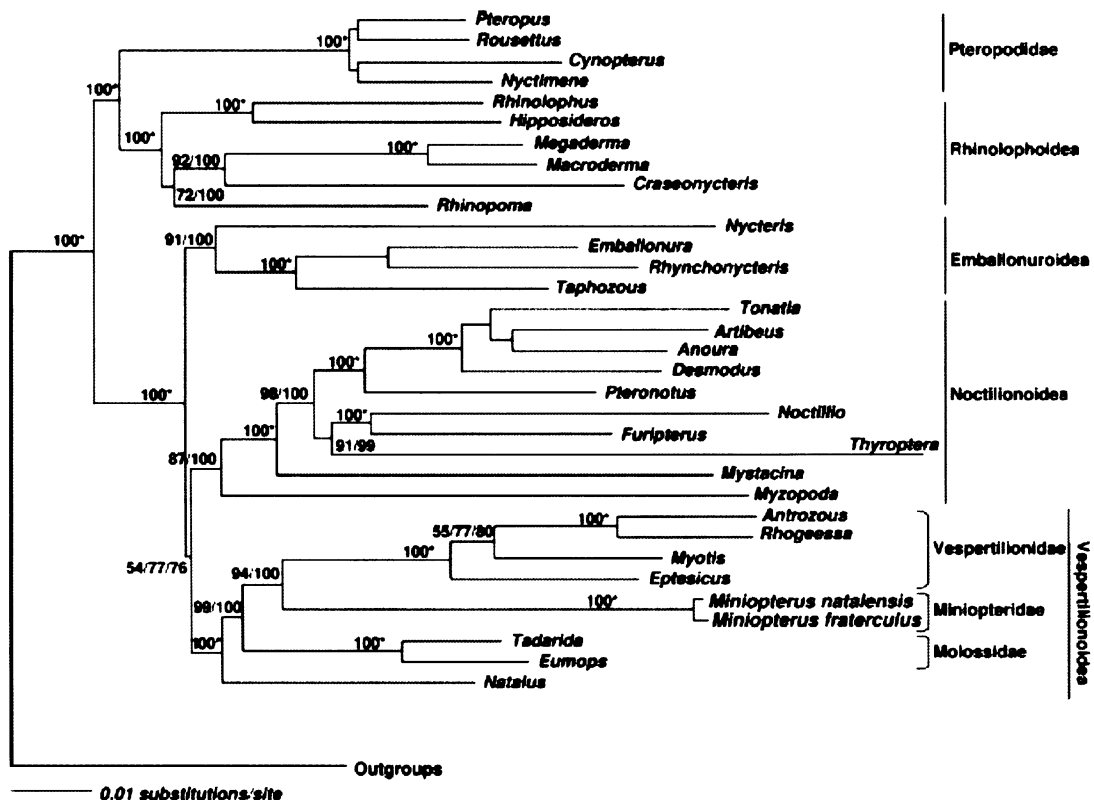 Pteropus
100*
Rousettus
Pteropodidae
Cynopterus
Nyctimene
100*
Rhinolophus
100*
Hipposideros
100*
Megaderma
100*
Rhinolophoidea
92/100
Macroderma
Craseonycteris
72/100
Rhinopoma
Nycteris
100*
91/100
Emballonura
Emballonuroidea
100*
Rhynchonycteris
Taphozous
Tonatia
Artibeus
100*
Anoura
100*
Desmodus
98/100
Pteronotus
Noctilionoidea
100*
Noctilio
100*
100*
Furipterus
91/99
Thyroptera
87/100
Mystacina
Myzopoda
Antrozous
100*
55/77/80
Rhogeessa
100*
Myotis
Vespertilionidae
54/77/76
94/100
Eptesicus
Miniopterus natalensis
100*
Miniopteridae
99/100
Miniopterus fraterculus
Vespertilionoidea
100*
100*
Tadarida
Molossidae
Eumops
Natalus
Outgroups
0.01 substitutions/site